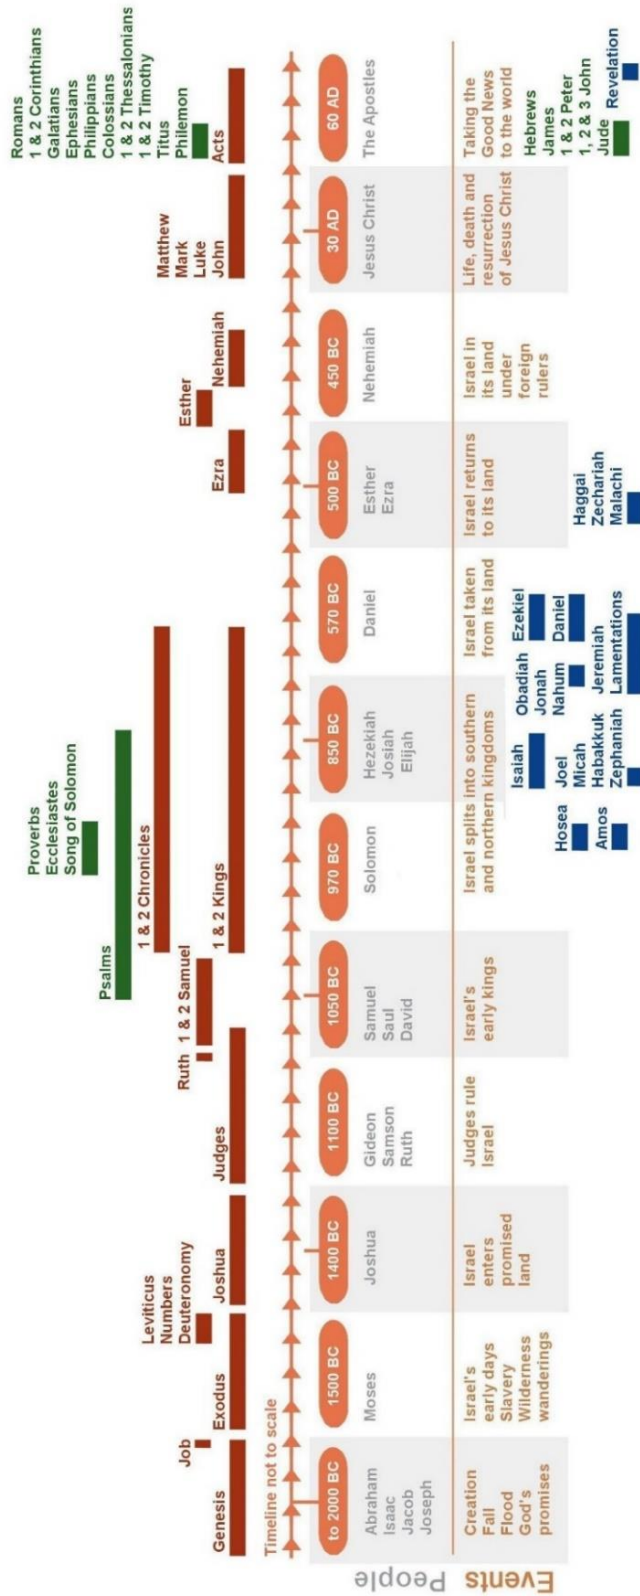 Romans
1 & 2 Corinthians
Galatians
Ephesians
Philippians
Colossians
1 & 2 Thessalonians
1 & 2 Timothy
Titus
Philemon
Proverbs
Ecclesiastes
Song of Solomon
Psalms
1 & 2 Chronicles
Leviticus
Numbers
Deuteronomy
Matthew
Mark
Luke
John
Job
Ruth
1 & 2 Samuel
Esther
Genesis
Exodus
Joshua
Judges
1 & 2 Kings
Ezra
Nehemiah
Acts
Timeline not to scale
to 2000 BC
1500 BC
1400 BC
1100 BC
1050 BC
970 BC
850 BC
570 BC
500 BC
450 BC
30 AD
60 AD
People
Abraham
Isaac
Jacob
Joseph
Moses
Joshua
Gideon
Samson
Ruth
Samuel
Saul
David
Solomon
Hezekiah
Josiah
Elijah
Daniel
Esther
Ezra
Nehemiah
Jesus Christ
The Apostles
Events
Creation
Fall
Flood
God's
promises
Israel's
early days
Slavery
Wilderness
wanderings
Israel
enters
promised
land
Judges rule
Israel
Israel's
early kings
Israel splits into southern
and northern kingdoms
Israel taken
from its land
Israel returns
to its land
Israel in
its land
under
foreign
rulers
Life, death and
resurrection
of Jesus Christ
Taking the
Good News
to the world
Hosea
Amos
Isaiah
Joel
Micah
Habakkuk
Zephaniah
Obadiah
Jonah
Nahum
Jeremiah
Lamentations
Ezekiel
Daniel
Haggai
Zechariah
Malachi
Hebrews
James
1 & 2 Peter
1, 2 & 3 John
Jude
Revelation